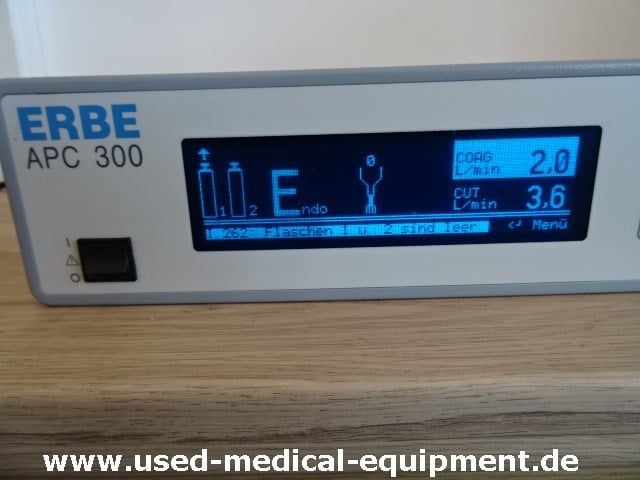 ERBE
APC 300
1
2
Endo
0
COAG
L/min 2,0
CUT
L/min 3,6
1. 262: Flaschen 1 u. 2 sind leer
↵ Menü
I
O
www.used-medical-equipment.de